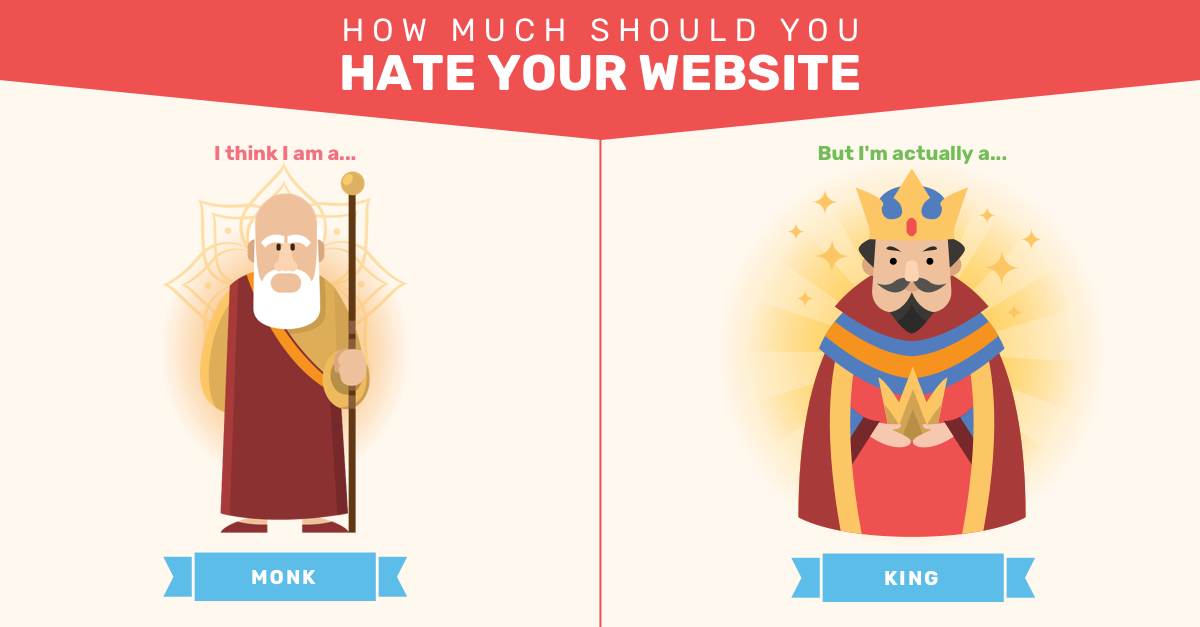 HOW MUCH SHOULD YOU
HATE YOUR WEBSITE
I think I am a...
MONK
But I'm actually a...
KING